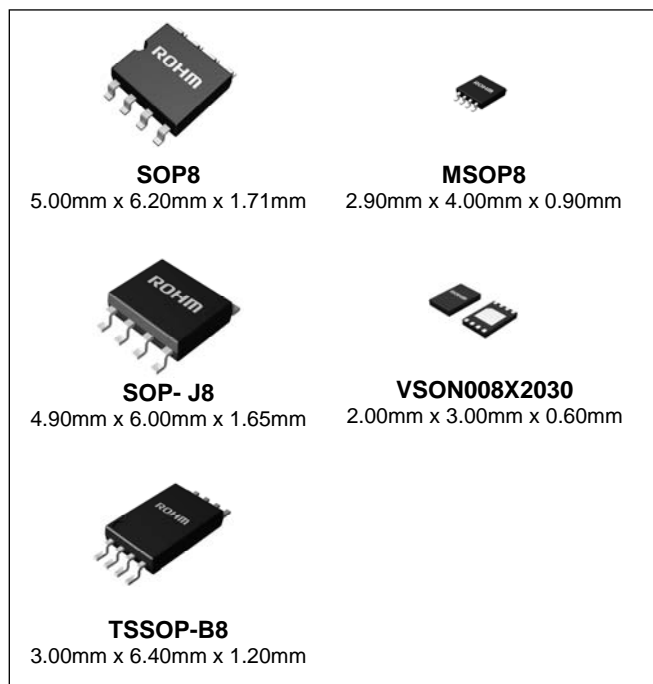 ROHM
SOP8
5.00mm x 6.20mm x 1.71mm
ROHM
MSOP8
2.90mm x 4.00mm x 0.90mm
ROHM
SOP- J8
4.90mm x 6.00mm x 1.65mm
ROHM
VSON008X2030
2.00mm x 3.00mm x 0.60mm
ROHM
TSSOP-B8
3.00mm x 6.40mm x 1.20mm